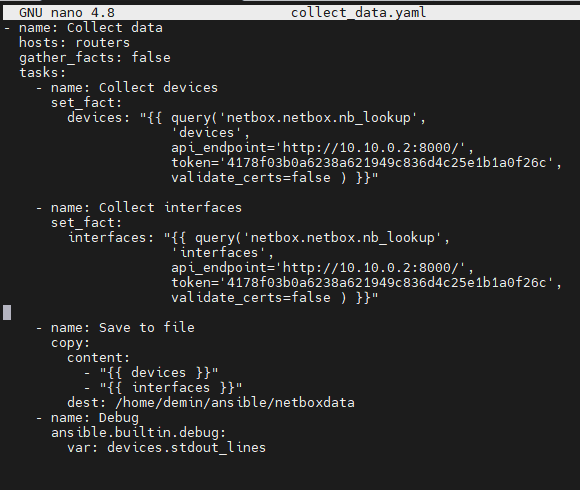 GNU nano 4.8 collect_data.yaml
- name: Collect data
  hosts: routers
  gather_facts: false
  tasks:
    - name: Collect devices
      set_fact:
        devices: "{{ query('netbox.netbox.nb_lookup',
                     'devices',
                     api_endpoint='http://10.10.0.2:8000/',
                     token='4178f03b0a6238a621949c836d4c25e1b1a0f26c',
                     validate_certs=false ) }}"
    - name: Collect interfaces
      set_fact:
        interfaces: "{{ query('netbox.netbox.nb_lookup',
                     'interfaces',
                     api_endpoint='http://10.10.0.2:8000/',
                     token='4178f03b0a6238a621949c836d4c25e1b1a0f26c',
                     validate_certs=false ) }}"
    - name: Save to file
      copy:
        content:
          - "{{ devices }}"
          - "{{ interfaces }}"
        dest: /home/demin/ansible/netboxdata
    - name: Debug
      ansible.builtin.debug:
        var: devices.stdout_lines